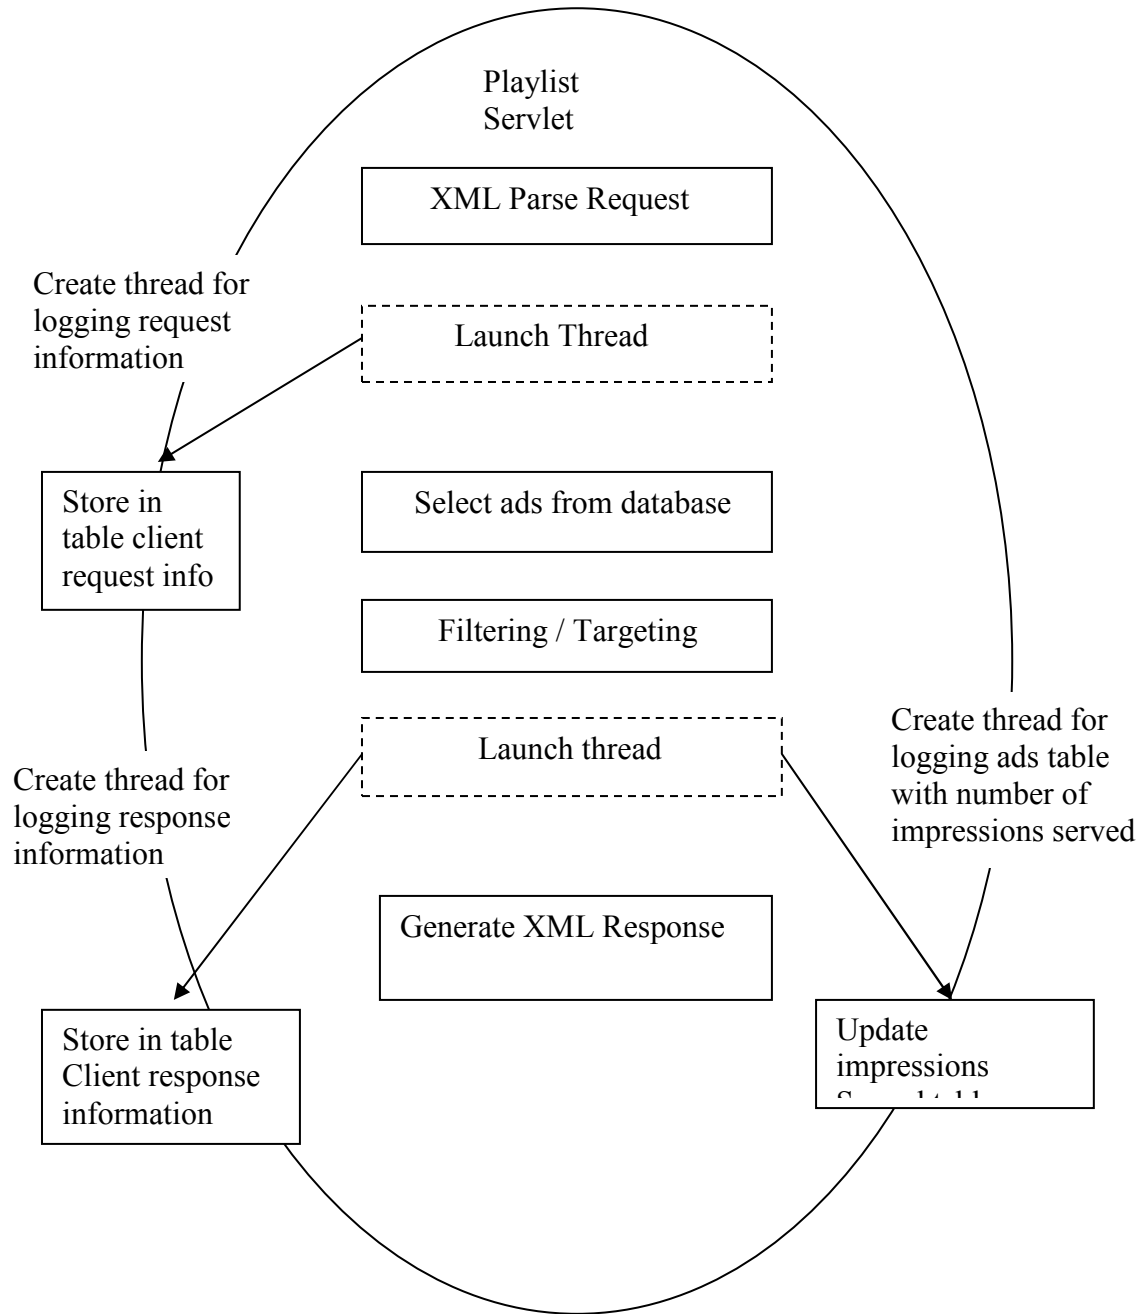 Playlist
Servlet
XML Parse Request
Create thread for
logging request
information
Launch Thread
Store in
table client
request info
Select ads from database
Filtering / Targeting
Launch thread
Create thread for
logging ads table
with number of
impressions served
Create thread for
logging response
information
Generate XML Response
Store in table
Client response
information
Update
impressions